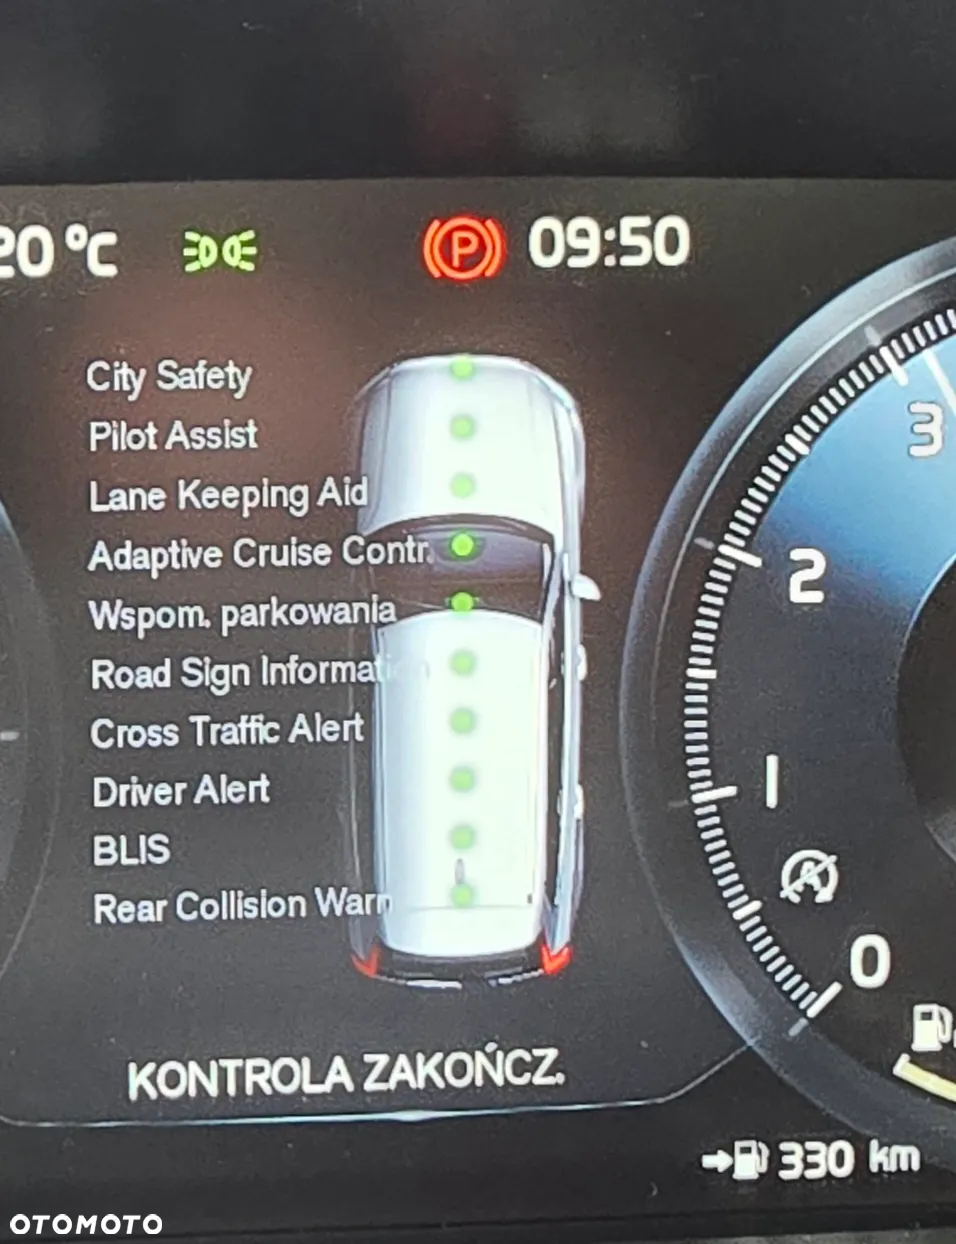 20 °C
P
09:50
City Safety
Pilot Assist
Lane Keeping Aid
Adaptive Cruise Contr.
Wspom. parkowania
Road Sign Information
Cross Traffic Alert
Driver Alert
BLIS
Rear Collision Warn
KONTROLA ZAKOŃCZ.
3
2
1
A
0
330 km
OTOMOTO